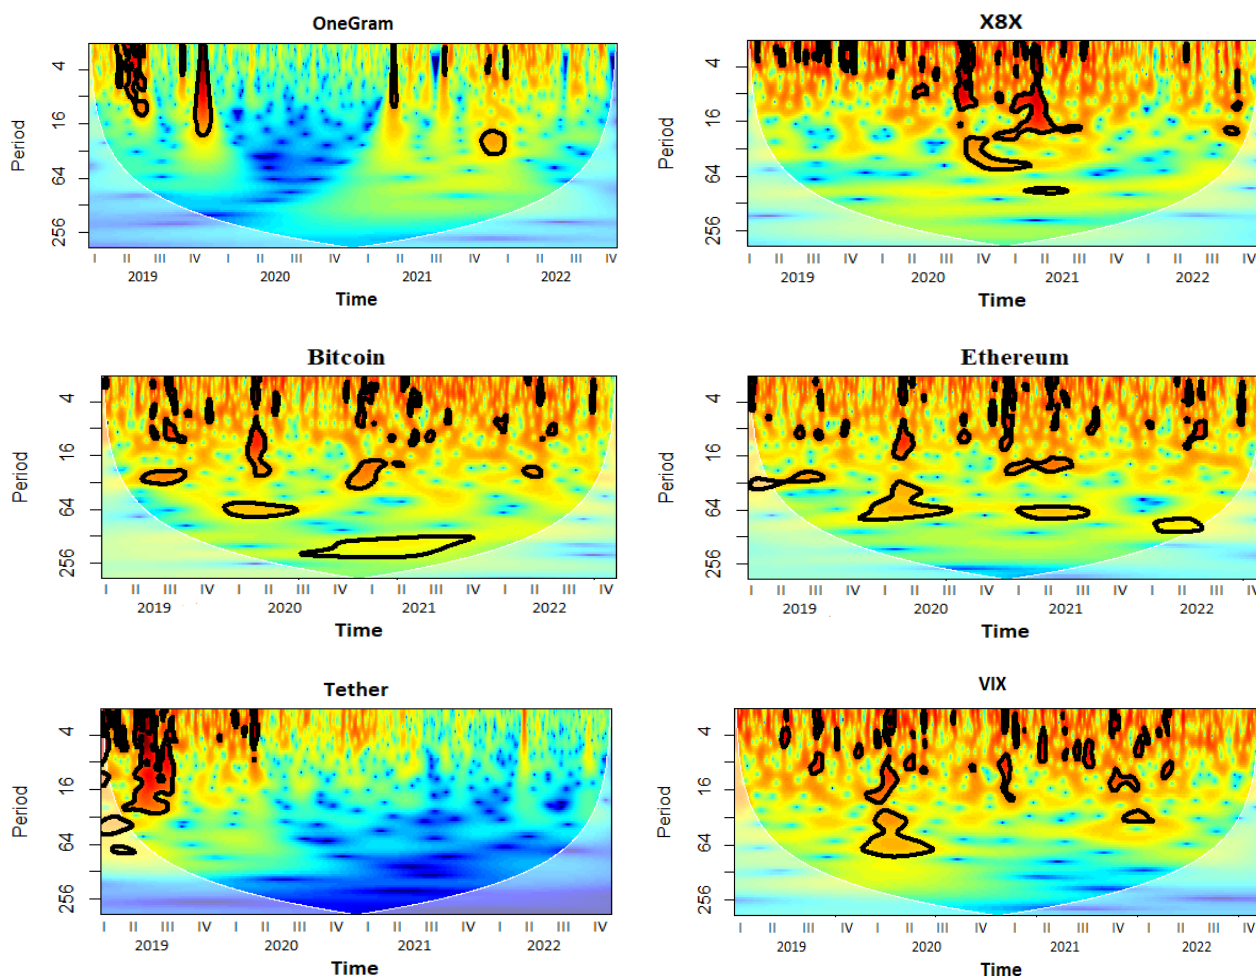 OneGram
Period
4
16
64
256
I II III IV I II III IV I II III IV I II III IV
2019 2020 2021 2022
Time
X8X
Period
4
16
64
256
I II III IV I II III IV I II III IV I II III IV
2019 2020 2021 2022
Time
Bitcoin
Period
4
16
64
256
I II III IV I II III IV I II III IV I II III IV
2019 2020 2021 2022
Time
Ethereum
Period
4
16
64
256
I II III IV I II III IV I II III IV I II III IV
2019 2020 2021 2022
Time
Tether
Period
4
16
64
256
I II III IV I II III IV I II III IV I II III IV
2019 2020 2021 2022
Time
VIX
Period
4
16
64
256
I II III IV I II III IV I II III IV I II III IV
2019 2020 2021 2022
Time